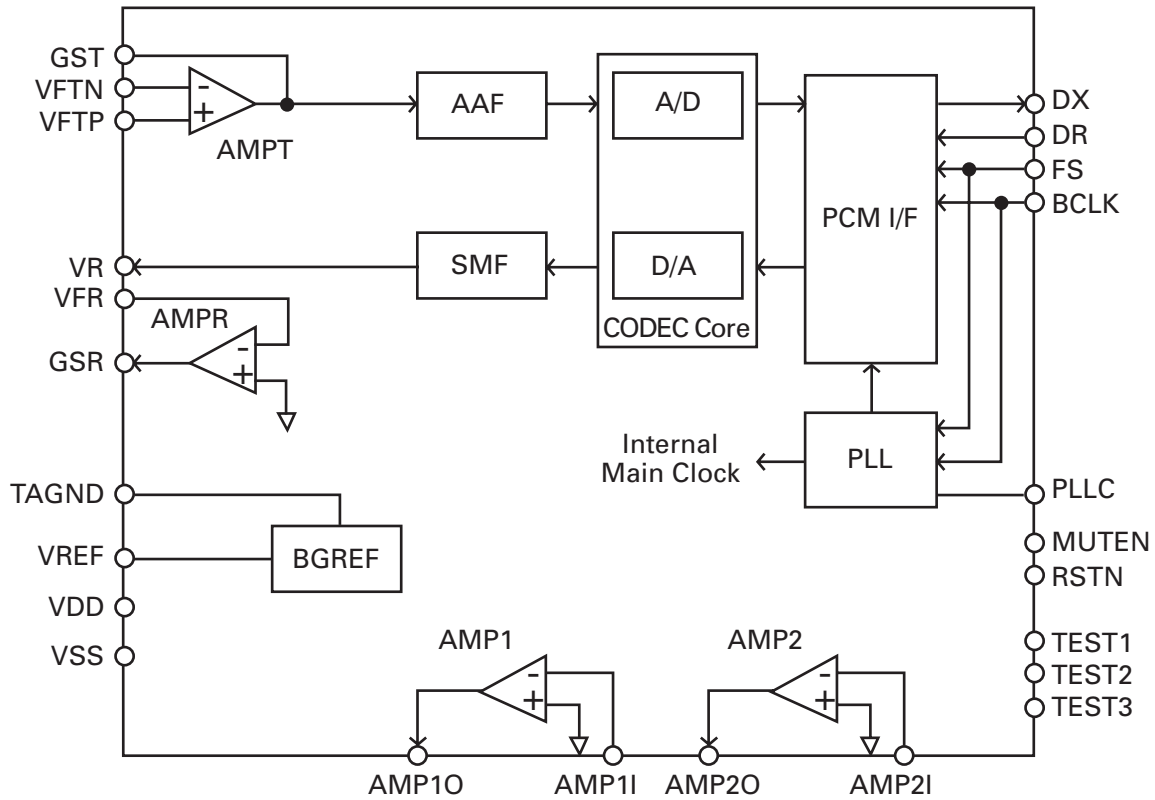 GST
VFTN
VFTP
-
+
AMPT
AAF
A/D
PCM I/F
DX
DR
FS
BCLK
VR
SMF
D/A
CODEC Core
VFR
AMPR
-
+
GSR
Internal
Main Clock
PLL
PLLC
TAGND
BGREF
VREF
MUTEN
RSTN
VDD
VSS
AMP1
-
+
AMP2
-
+
TEST1
TEST2
TEST3
AMP1O
AMP1I
AMP2O
AMP2I